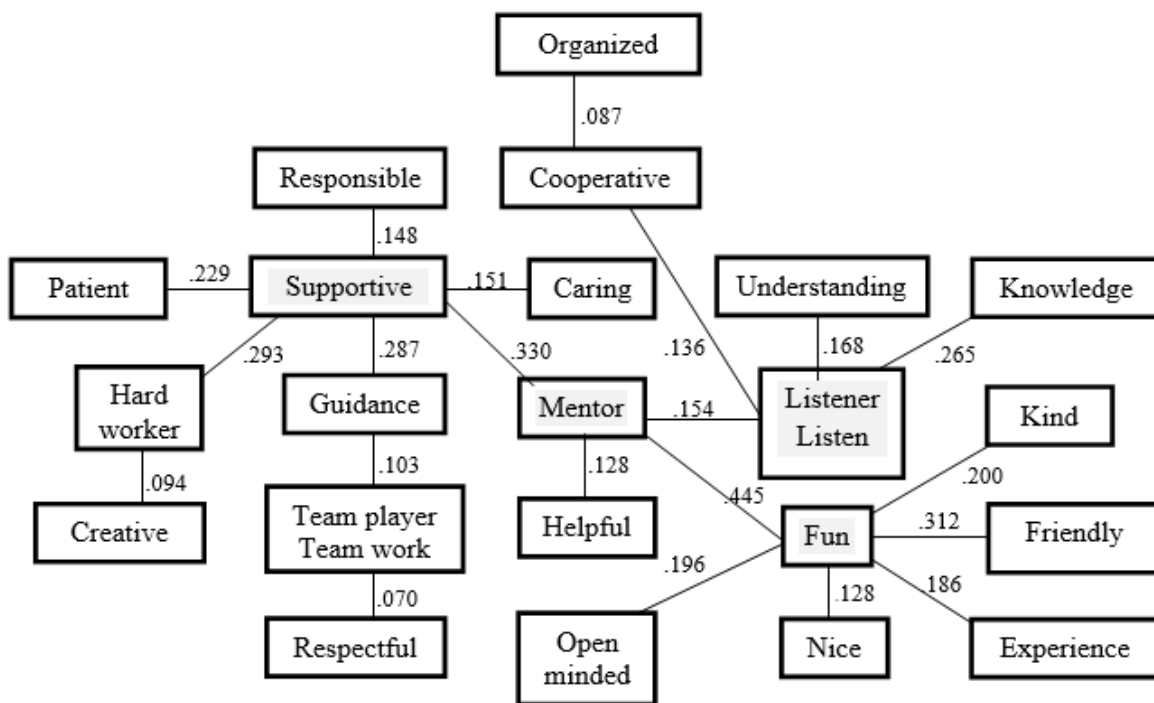 Organized
.087
Responsible
Cooperative
.148
Patient
.229
Supportive
.151
Caring
Understanding
Knowledge
.293
.287
.330
.136
.168
.265
Hard
worker
Guidance
Mentor
.154
Listener
Listen
Kind
.094
.103
.128
.445
.200
Creative
Team player
Team work
Helpful
Fun
.312
Friendly
.196
.070
.128
.186
Respectful
Open
minded
Nice
Experience